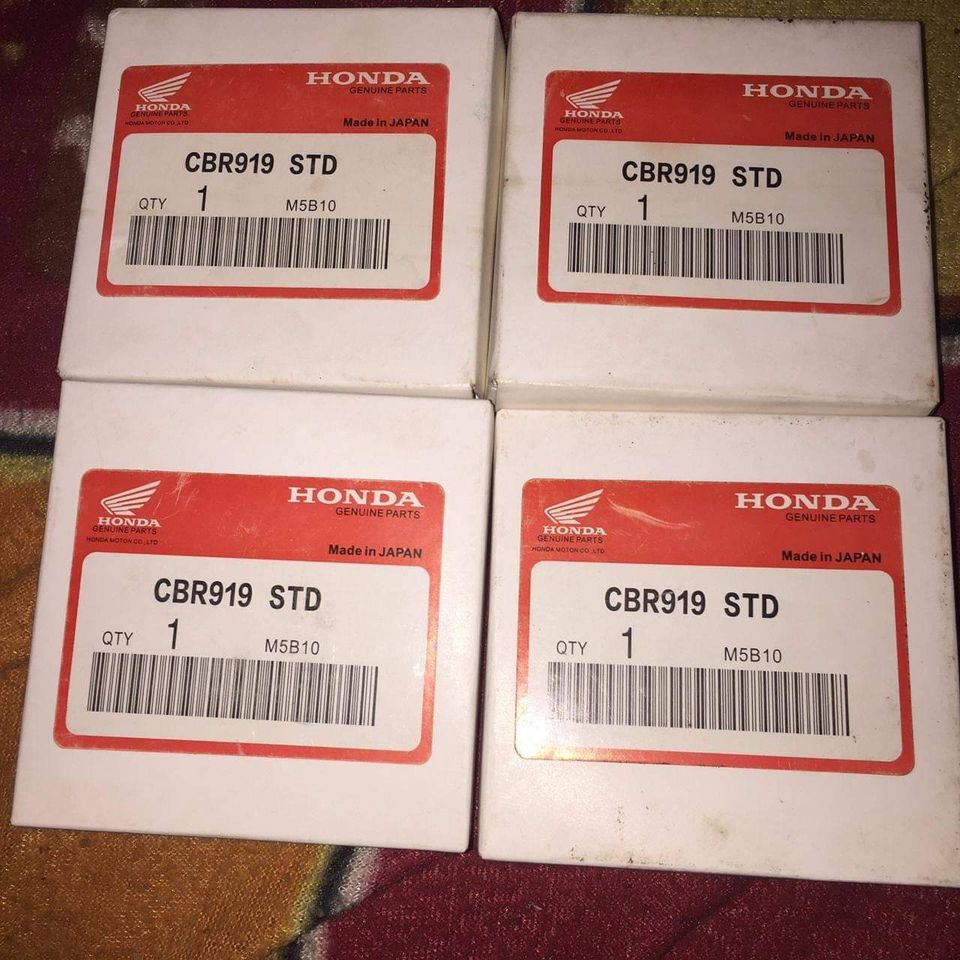 HONDA
GENUINE PARTS
HONDA MOTOR CO.,LTD
HONDA
GENUINE PARTS
Made in JAPAN
CBR919 STD
QTY 1 M5B10
HONDA
GENUINE PARTS
HONDA MOTOR CO.,LTD
HONDA
GENUINE PARTS
Made in JAPAN
CBR919 STD
QTY 1 M5B10
HONDA
GENUINE PARTS
HONDA MOTON CO.,LTD
HONDA
GENUINE PARTS
Made in JAPAN
CBR919 STD
QTY 1 M5B10
HONDA
GENUINE PARTS
HONDA MOTOR CO.,LTD
HONDA
GENUINE PARTS
Made in JAPAN
CBR919 STD
QTY 1 M5B10